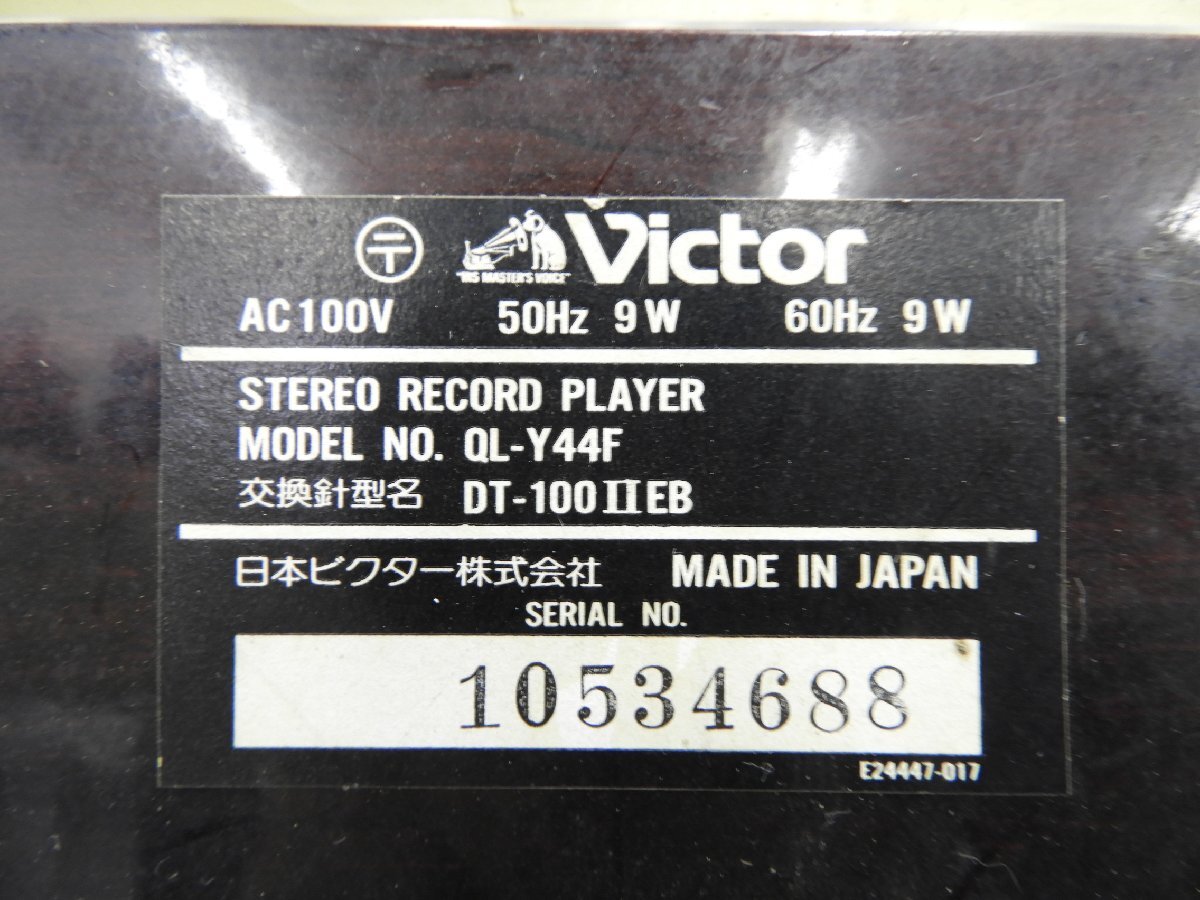 〒 "HIS MASTER'S VOICE" Victor
AC 100V 50Hz 9W 60Hz 9W
STEREO RECORD PLAYER
MODEL NO. QL-Y44F
交換針型名 DT-100ⅡEB
日本ビクター株式会社 MADE IN JAPAN
SERIAL NO.
10534688
E24447-017